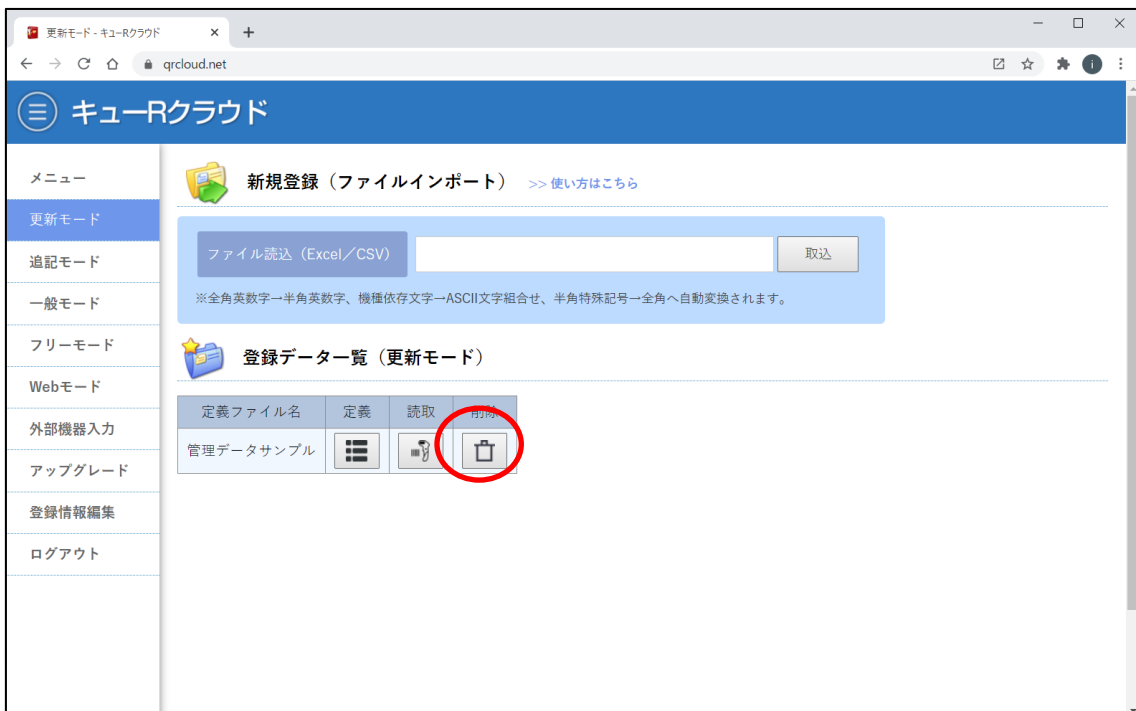 更新モード - キューRクラウド
qrcloud.net
i
キューRクラウド
メニュー
更新モード
追記モード
一般モード
フリーモード
Webモード
外部機器入力
アップグレード
登録情報編集
ログアウト
新規登録（ファイルインポート） >> 使い方はこちら
ファイル読込（Excel／CSV） 取込
※全角英数字→半角英数字、機種依存文字→ASCII文字組合せ、半角特殊記号→全角へ自動変換されます。
登録データ一覧（更新モード）
定義ファイル名 定義 読取 削除
管理データサンプル